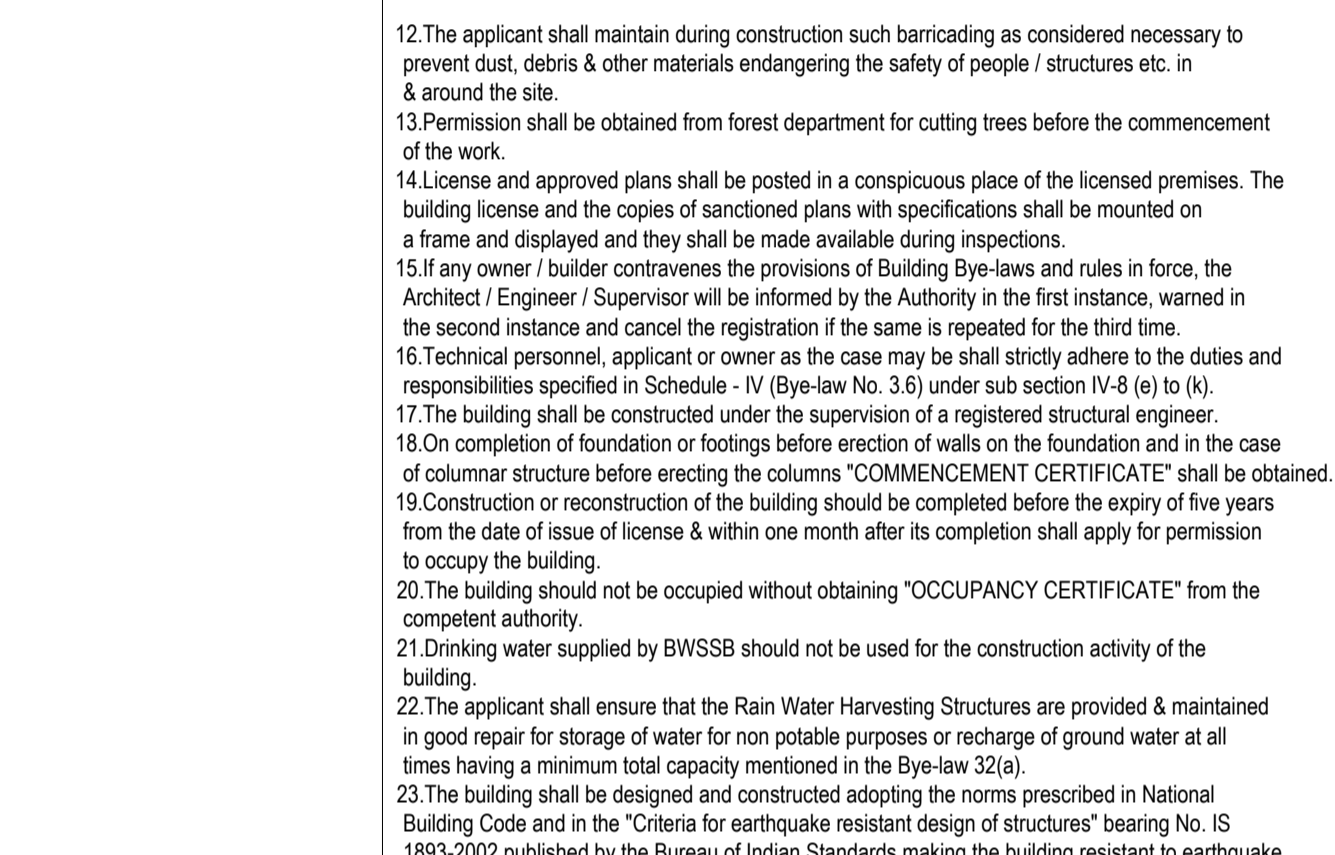 12.The applicant shall maintain during construction such barricading as considered necessary to
prevent dust, debris & other materials endangering the safety of people / structures etc. in
& around the site.
13.Permission shall be obtained from forest department for cutting trees before the commencement
of the work.
14.License and approved plans shall be posted in a conspicuous place of the licensed premises. The
building license and the copies of sanctioned plans with specifications shall be mounted on
a frame and displayed and they shall be made available during inspections.
15.If any owner / builder contravenes the provisions of Building Bye-laws and rules in force, the
Architect / Engineer / Supervisor will be informed by the Authority in the first instance, warned in
the second instance and cancel the registration if the same is repeated for the third time.
16.Technical personnel, applicant or owner as the case may be shall strictly adhere to the duties and
responsibilities specified in Schedule - IV (Bye-law No. 3.6) under sub section IV-8 (e) to (k).
17.The building shall be constructed under the supervision of a registered structural engineer.
18.On completion of foundation or footings before erection of walls on the foundation and in the case
of columnar structure before erecting the columns "COMMENCEMENT CERTIFICATE" shall be obtained.
19.Construction or reconstruction of the building should be completed before the expiry of five years
from the date of issue of license & within one month after its completion shall apply for permission
to occupy the building.
20.The building should not be occupied without obtaining "OCCUPANCY CERTIFICATE" from the
competent authority.
21.Drinking water supplied by BWSSB should not be used for the construction activity of the
building.
22.The applicant shall ensure that the Rain Water Harvesting Structures are provided & maintained
in good repair for storage of water for non potable purposes or recharge of ground water at all
times having a minimum total capacity mentioned in the Bye-law 32(a).
23.The building shall be designed and constructed adopting the norms prescribed in National
Building Code and in the "Criteria for earthquake resistant design of structures" bearing No. IS
1893-2002 published by the Bureau of Indian Standards making the building resistant to earthquake